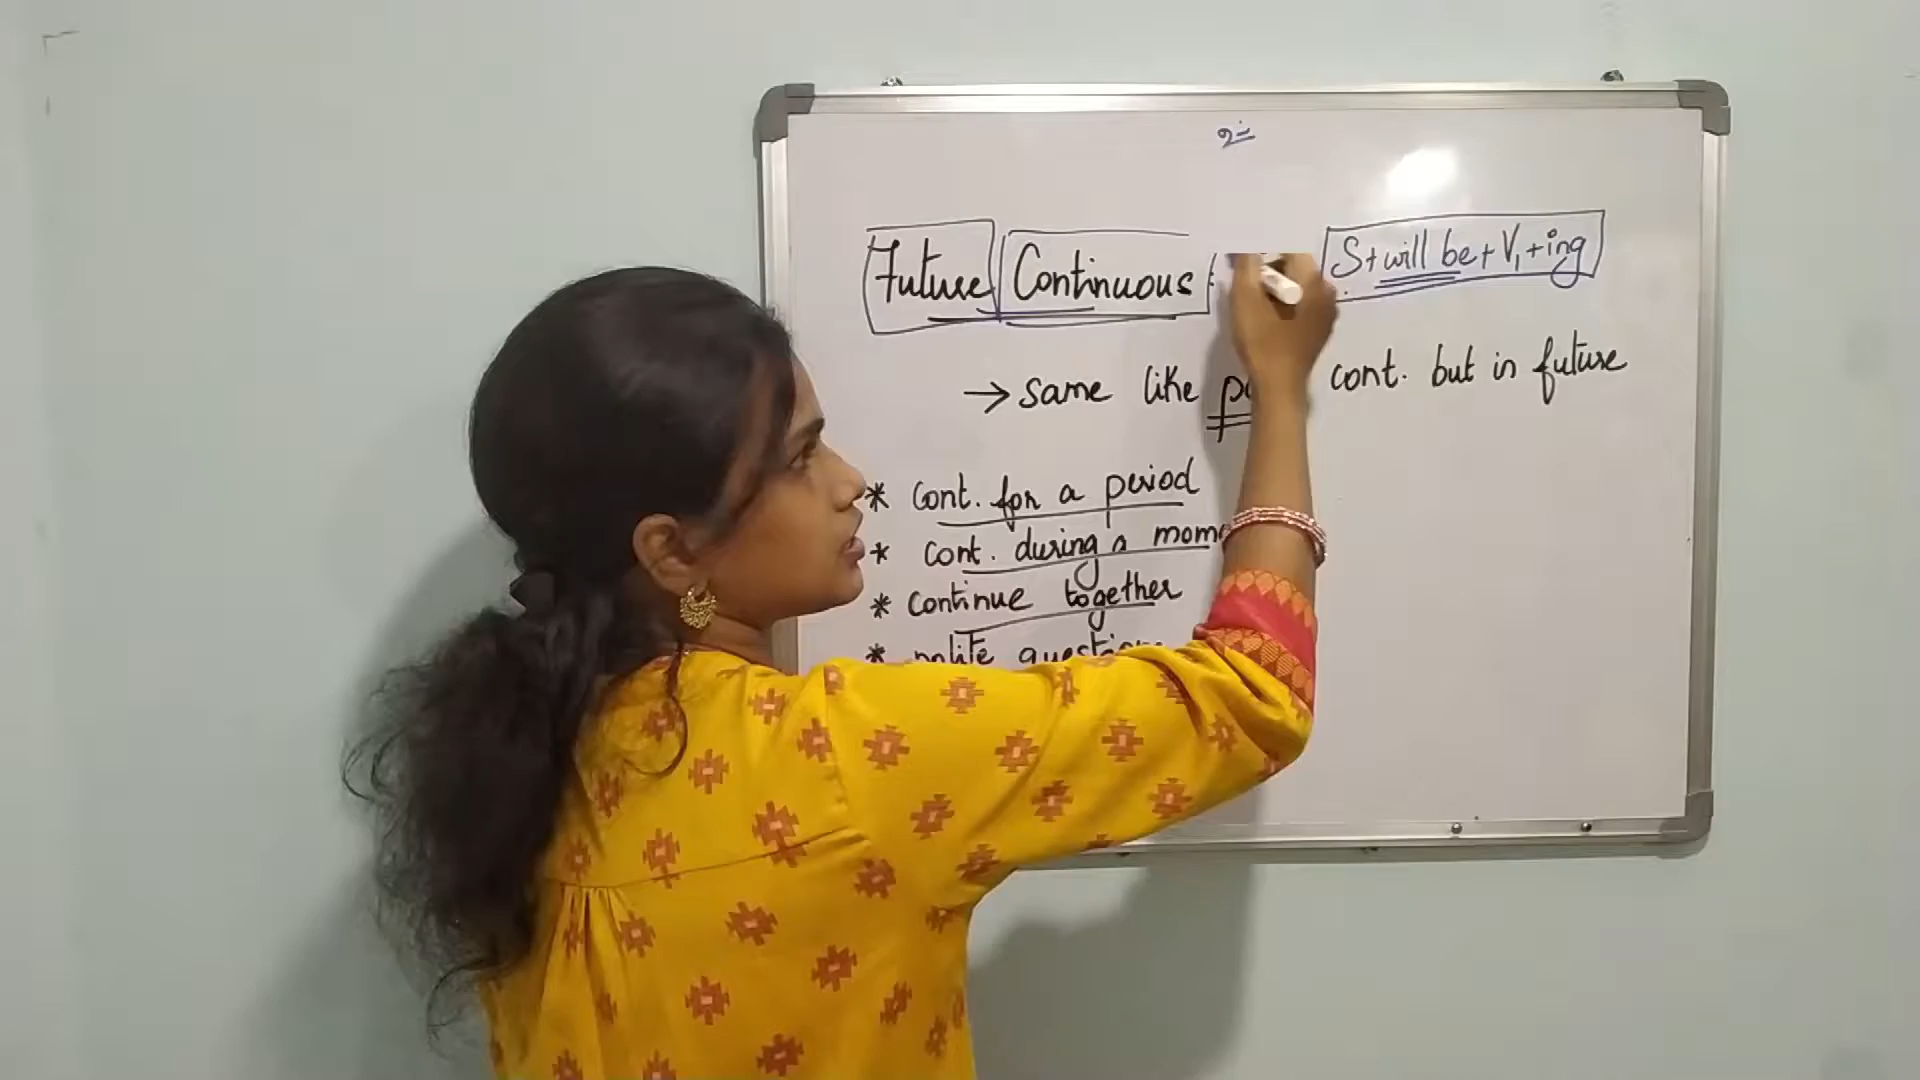 Future Continuous : S+ will be + V₁ +ing
→ same like cont. but in future
* cont. for a period
* cont. during a
* continue together
* polite